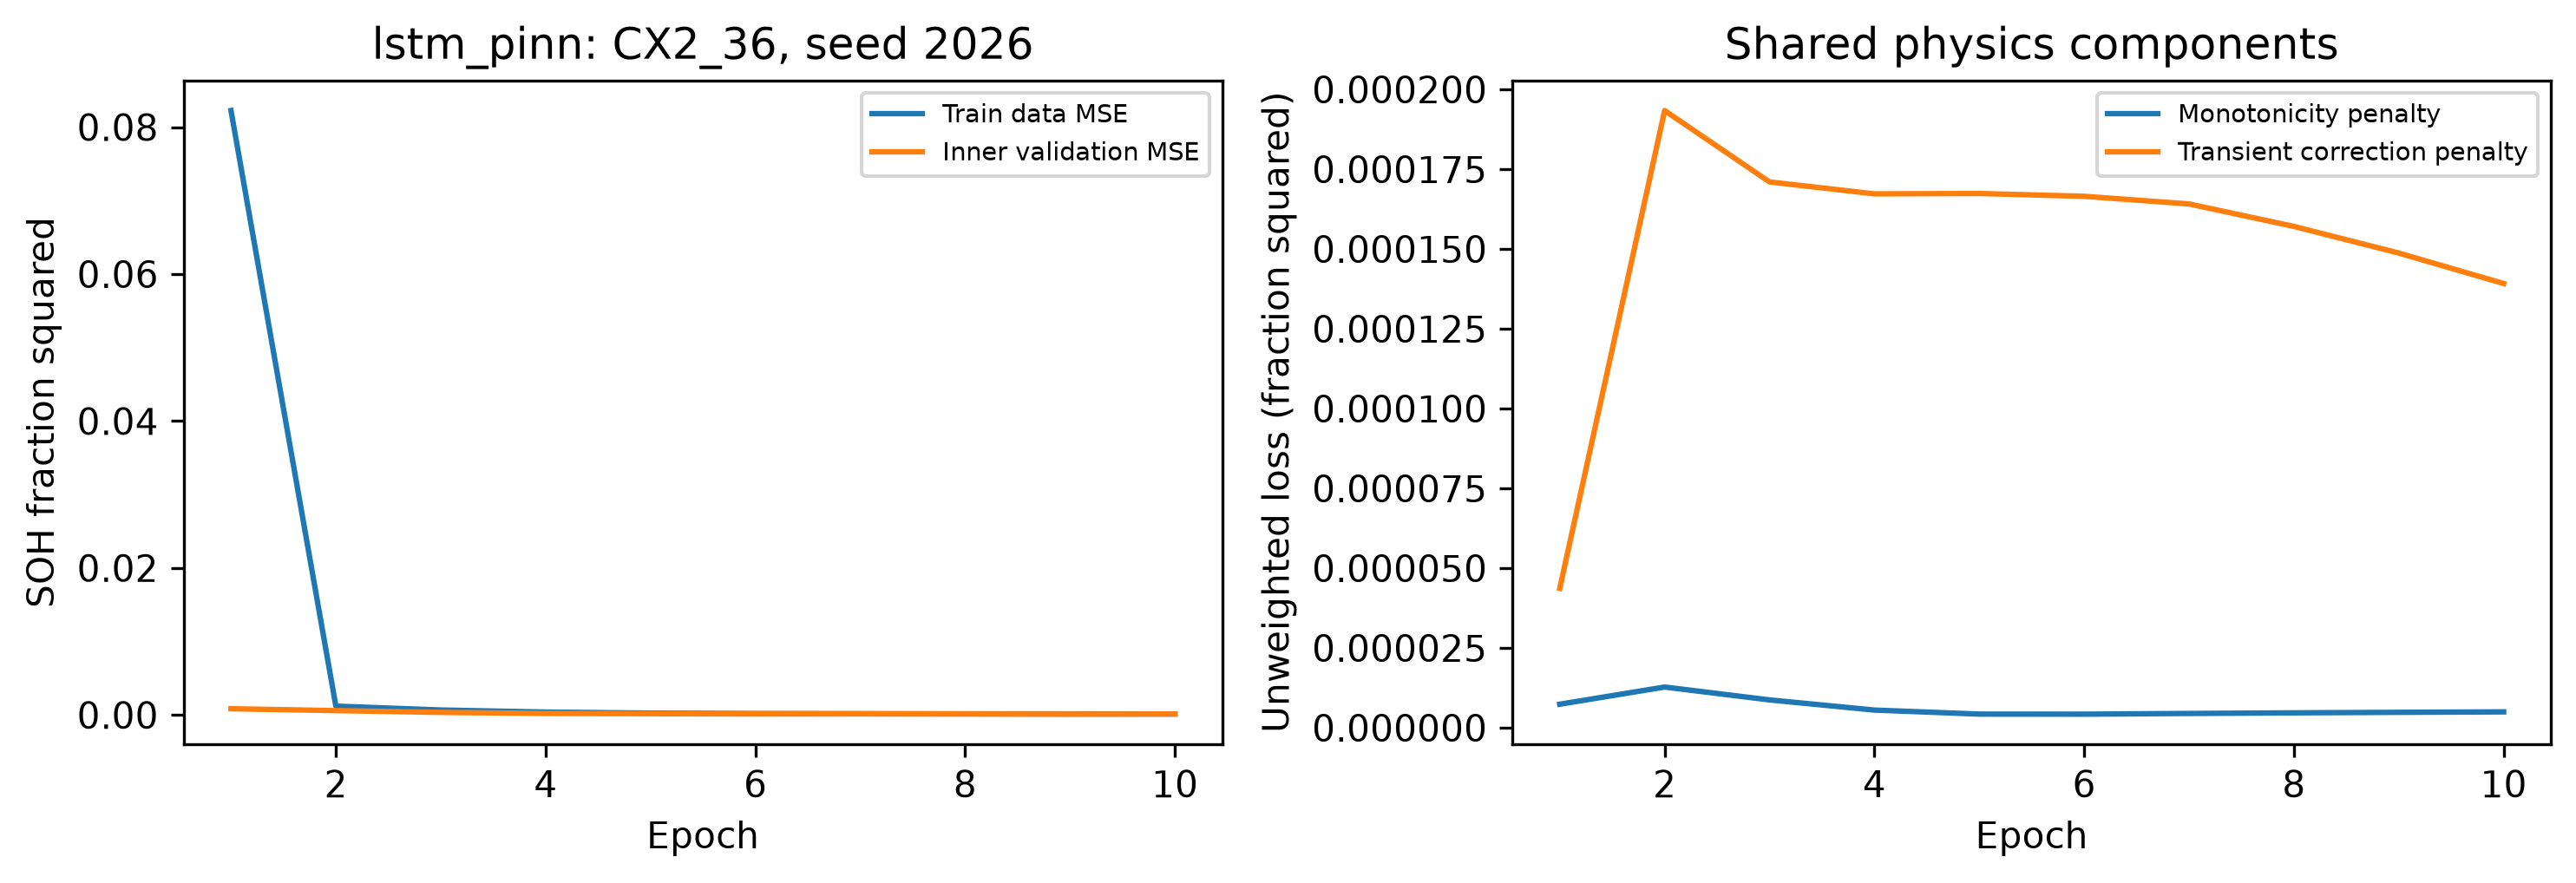 lstm_pinn: CX2_36, seed 2026
SOH fraction squared
0.08
0.06
0.04
0.02
0.00
Train data MSE
Inner validation MSE
2 4 6 8 10
Epoch
Shared physics components
Unweighted loss (fraction squared)
0.000200
0.000175
0.000150
0.000125
0.000100
0.000075
0.000050
0.000025
0.000000
Monotonicity penalty
Transient correction penalty
2 4 6 8 10
Epoch